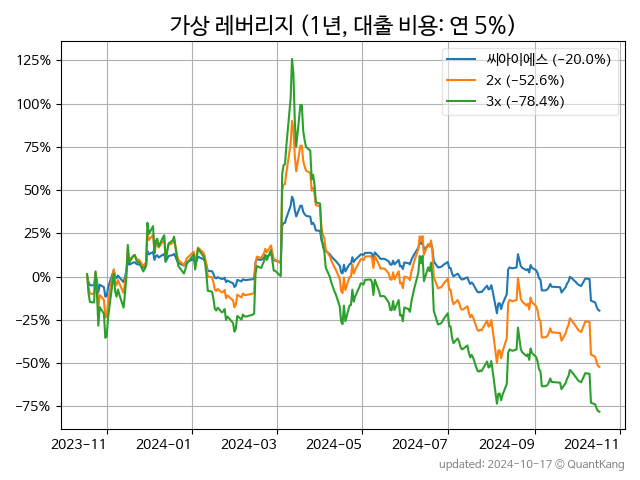 가상 레버리지 (1년, 대출 비용: 연 5%)
씨아이에스 (−20.0%)
2x (−52.6%)
3x (−78.4%)
125%
100%
75%
50%
25%
0%
−25%
−50%
−75%
2023-11 2024-01 2024-03 2024-05 2024-07 2024-09 2024-11
updated: 2024-10-17 © QuantKang